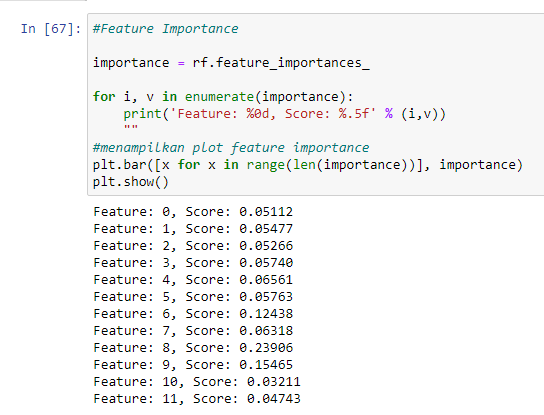 In [67]: #Feature Importance
importance = rf.feature_importances_
for i, v in enumerate(importance):
print('Feature: %0d, Score: %.5f' % (i,v))
""
#menampilkan plot feature importance
plt.bar([x for x in range(len(importance))], importance)
plt.show()
Feature: 0, Score: 0.05112
Feature: 1, Score: 0.05477
Feature: 2, Score: 0.05266
Feature: 3, Score: 0.05740
Feature: 4, Score: 0.06561
Feature: 5, Score: 0.05763
Feature: 6, Score: 0.12438
Feature: 7, Score: 0.06318
Feature: 8, Score: 0.23906
Feature: 9, Score: 0.15465
Feature: 10, Score: 0.03211
Feature: 11, Score: 0.04743